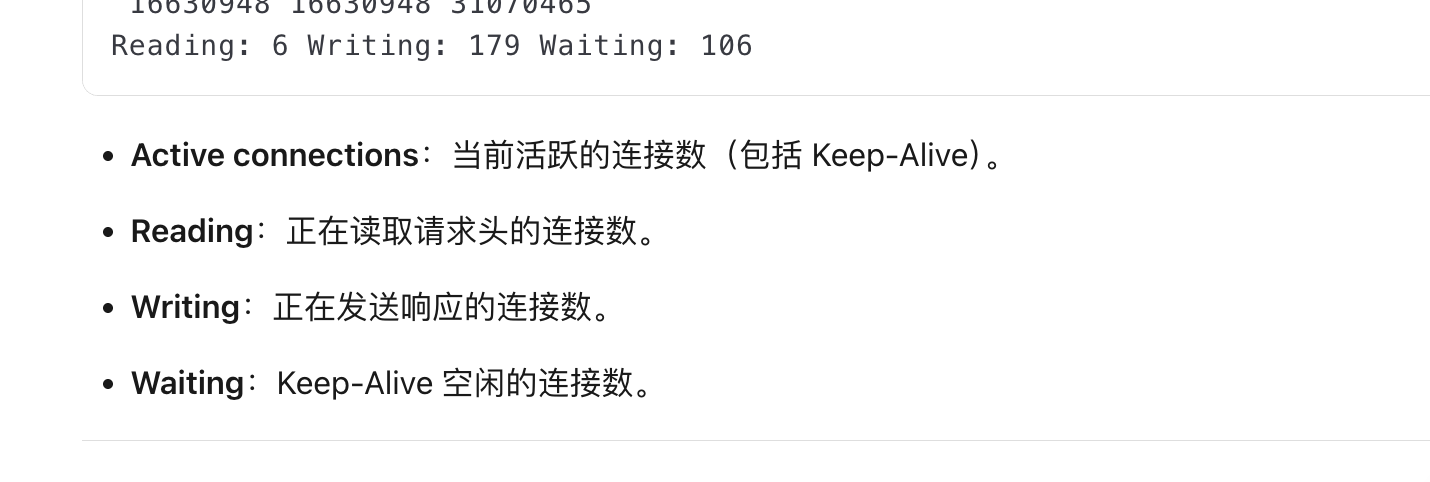 16630948 16630948 31070465
Reading: 6 Writing: 179 Waiting: 106
• Active connections：当前活跃的连接数（包括 Keep-Alive）。
• Reading：正在读取请求头的连接数。
• Writing：正在发送响应的连接数。
• Waiting：Keep-Alive 空闲的连接数。